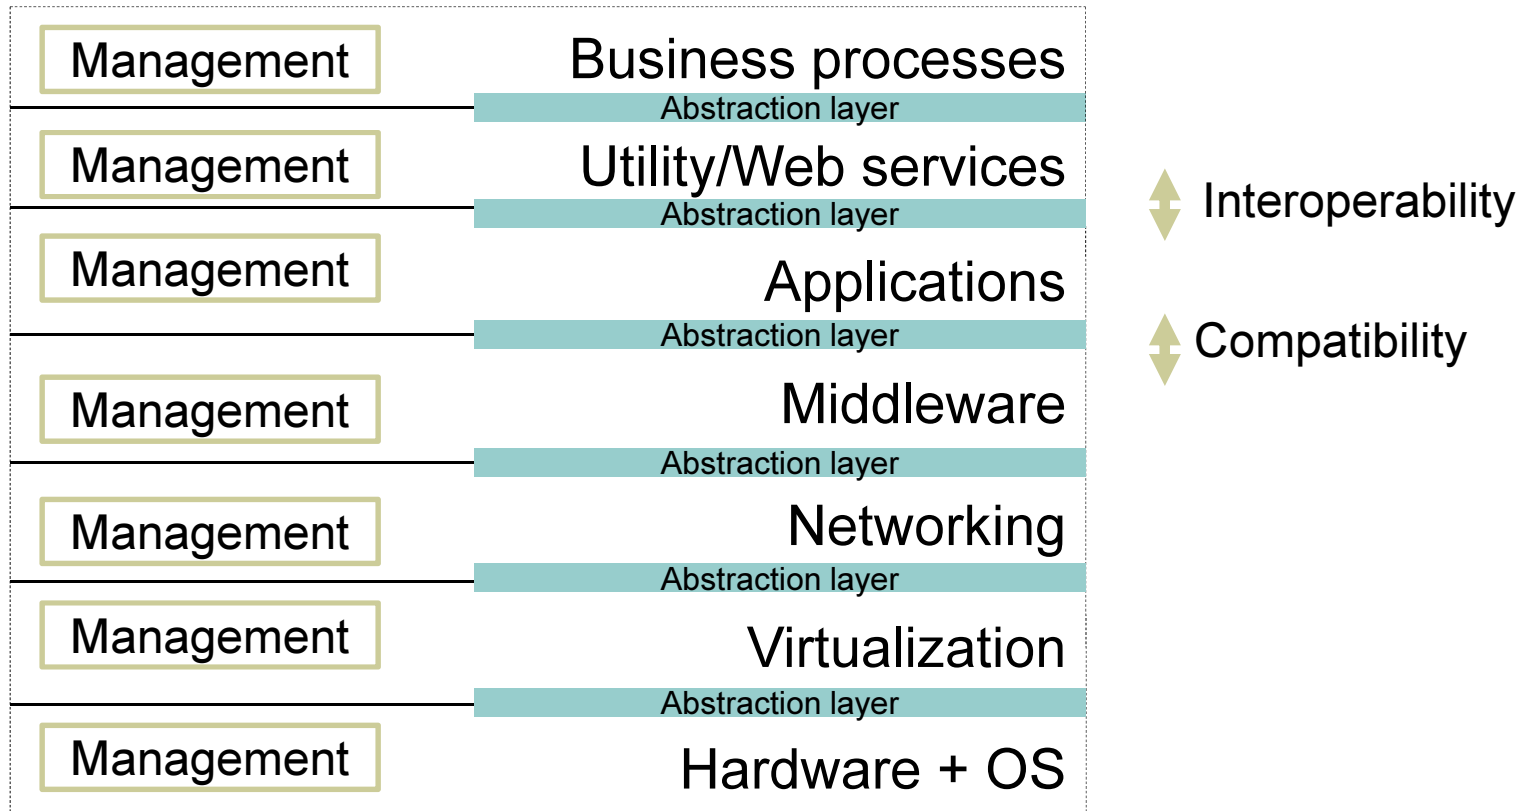 Management Business processes
Abstraction layer
Management Utility/Web services
Interoperability
Abstraction layer
Management Applications
Abstraction layer
Compatibility
Management Middleware
Abstraction layer
Management Networking
Abstraction layer
Management Virtualization
Abstraction layer
Management Hardware + OS